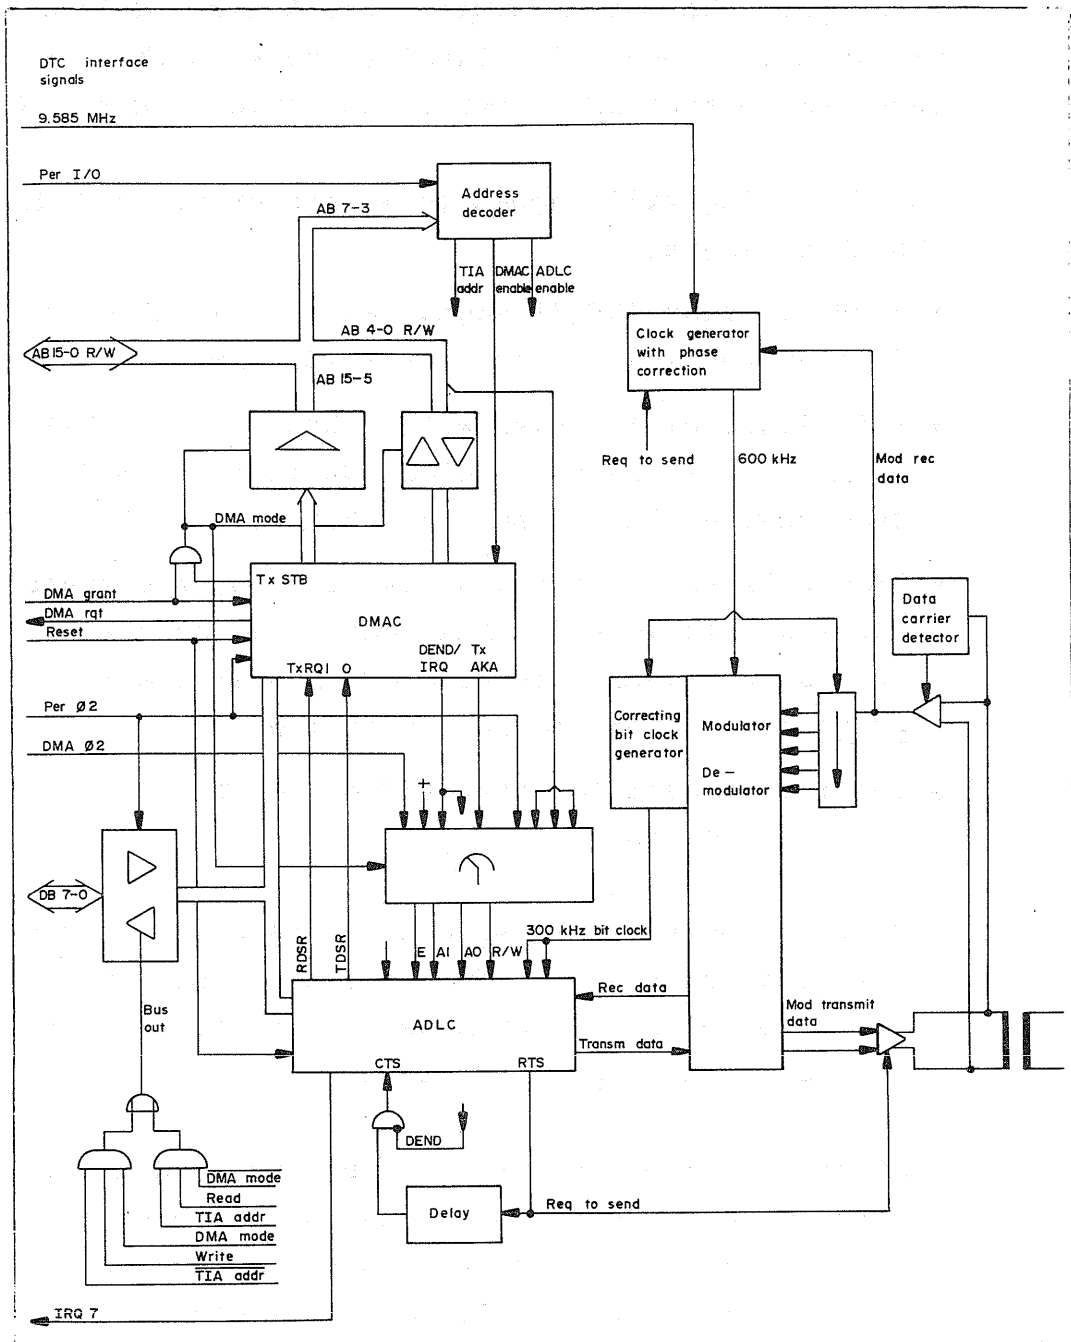 DTC interface
signals
9.585 MHz
Per I/O
Address
decoder
AB 7-3
TIA
addr
DMAC
enable
ADLC
enable
AB 4-0 R/W
AB 15-0 R/W
AB 15-5
Clock generator
with phase
correction
Req to send
600 kHz
Mod rec
data
DMA mode
Tx STB
DMA grant
DMA rqt
Reset
DMAC
DEND/
IRQ
Tx
AKA
TxRQ1 0
Data
carrier
detector
Per Ø2
DMA Ø2
Correcting
bit clock
generator
Modulator
De-
modulator
+
DB 7-0
RDSR
TDSR
E
A1
A0
R/W
300 kHz bit clock
Bus
out
ADLC
Rec data
Transm data
Mod transmit
data
CTS
RTS
DEND
Delay
Req to send
DMA mode
Read
TIA addr
DMA mode
Write
TIA addr
IRQ 7